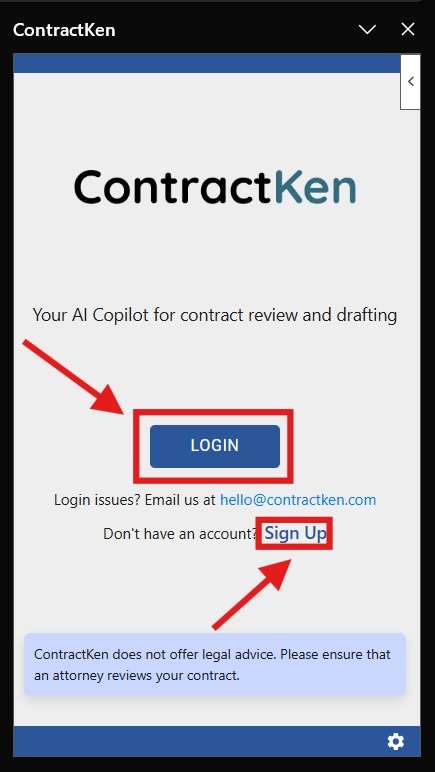 ContractKen
ContractKen
Your AI Copilot for contract review and drafting
LOGIN
Login issues? Email us at hello@contractken.com
Don't have an account? Sign Up
ContractKen does not offer legal advice. Please ensure that
an attorney reviews your contract.